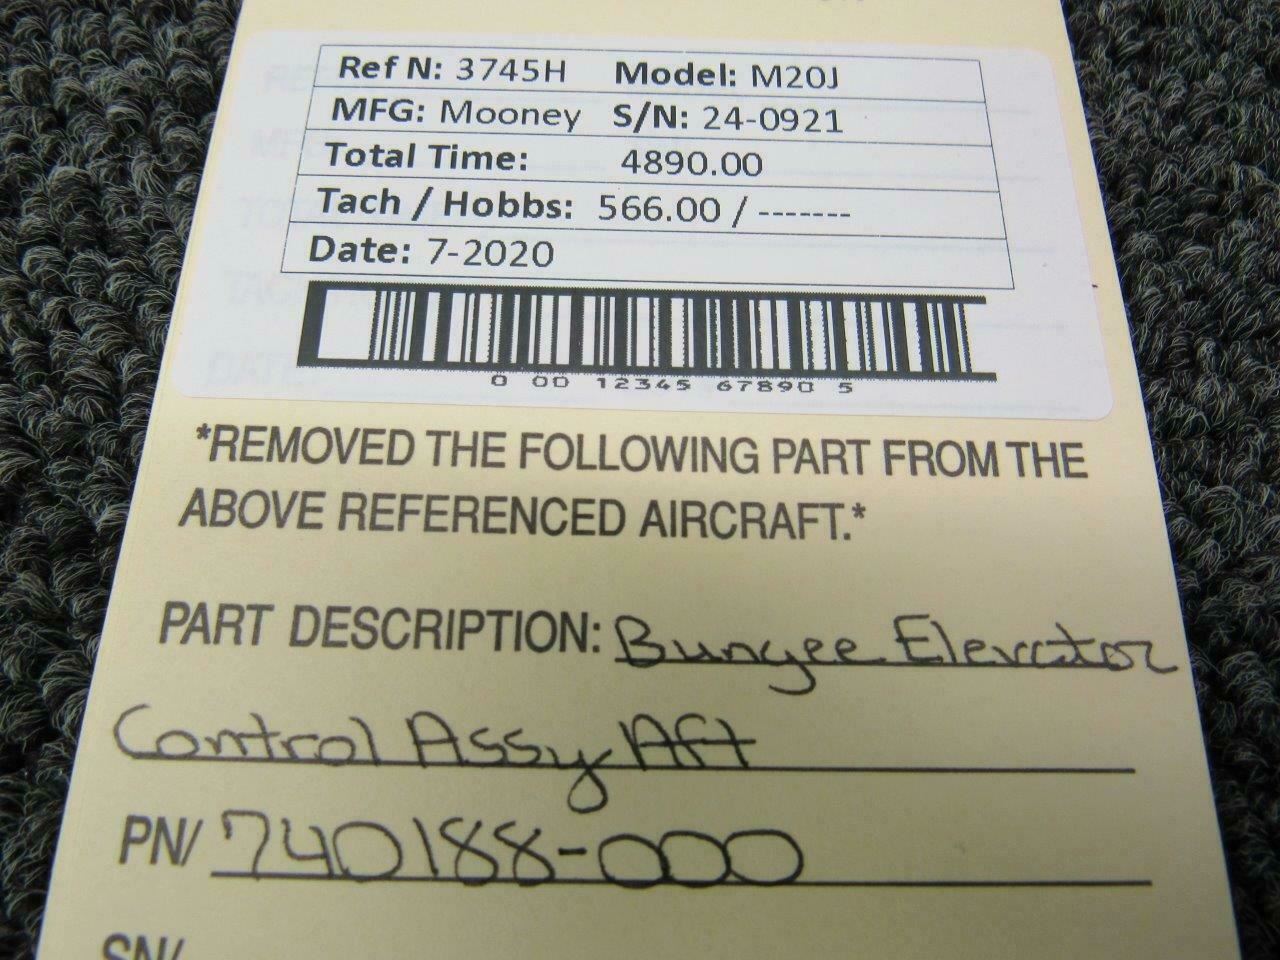 Ref N: 3745H Model: M20J
MFG: Mooney S/N: 24-0921
Total Time: 4890.00
Tach / Hobbs: 566.00 / -------
Date: 7-2020
0 00 12345 67890 5
*REMOVED THE FOLLOWING PART FROM THE
ABOVE REFERENCED AIRCRAFT.*
PART DESCRIPTION: Bungee Elevator
Control Assy Aft
PN/ 740188-000
SN/